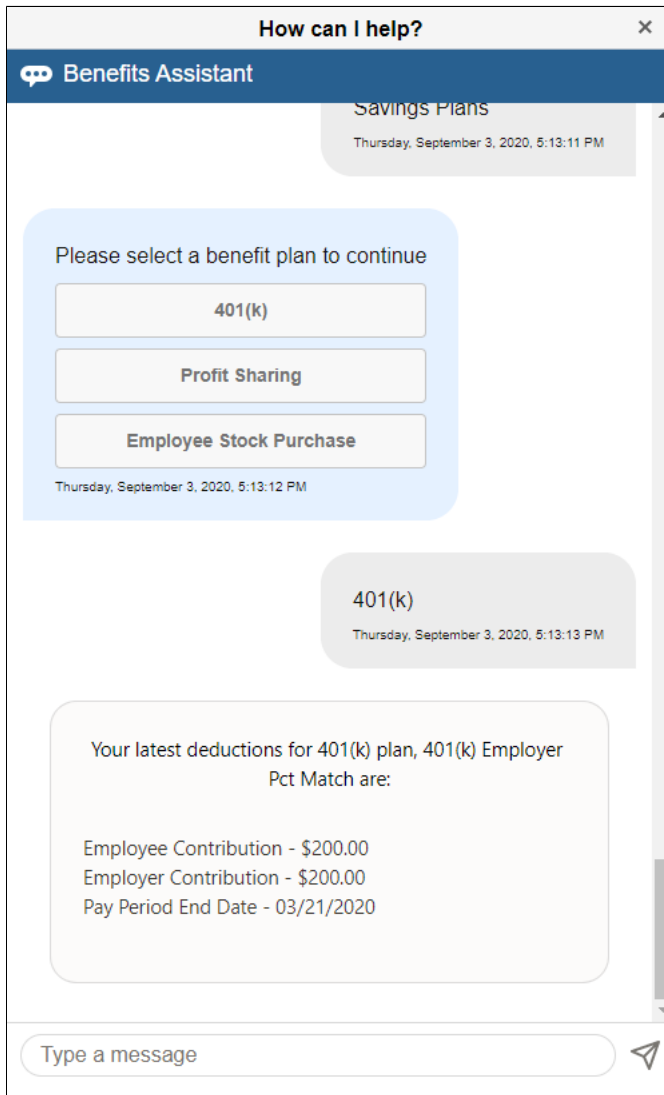 How can I help?
Benefits Assistant
Savings Plans
Thursday, September 3, 2020, 5:13:11 PM
Please select a benefit plan to continue
401(k)
Profit Sharing
Employee Stock Purchase
Thursday, September 3, 2020, 5:13:12 PM
401(k)
Thursday, September 3, 2020, 5:13:13 PM
Your latest deductions for 401(k) plan, 401(k) Employer
Pct Match are:
Employee Contribution - $200.00
Employer Contribution - $200.00
Pay Period End Date - 03/21/2020
Type a message